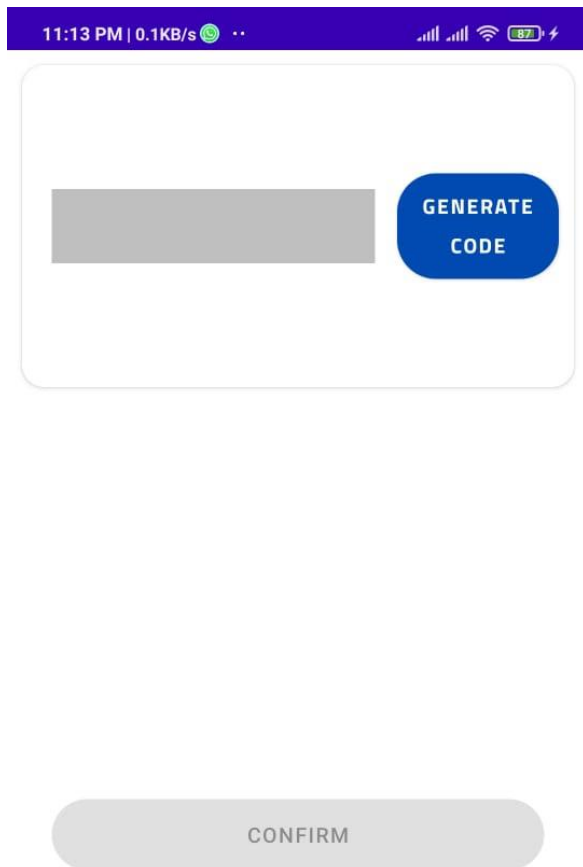 11:13 PM | 0.1KB/s
87
GENERATE
CODE
CONFIRM